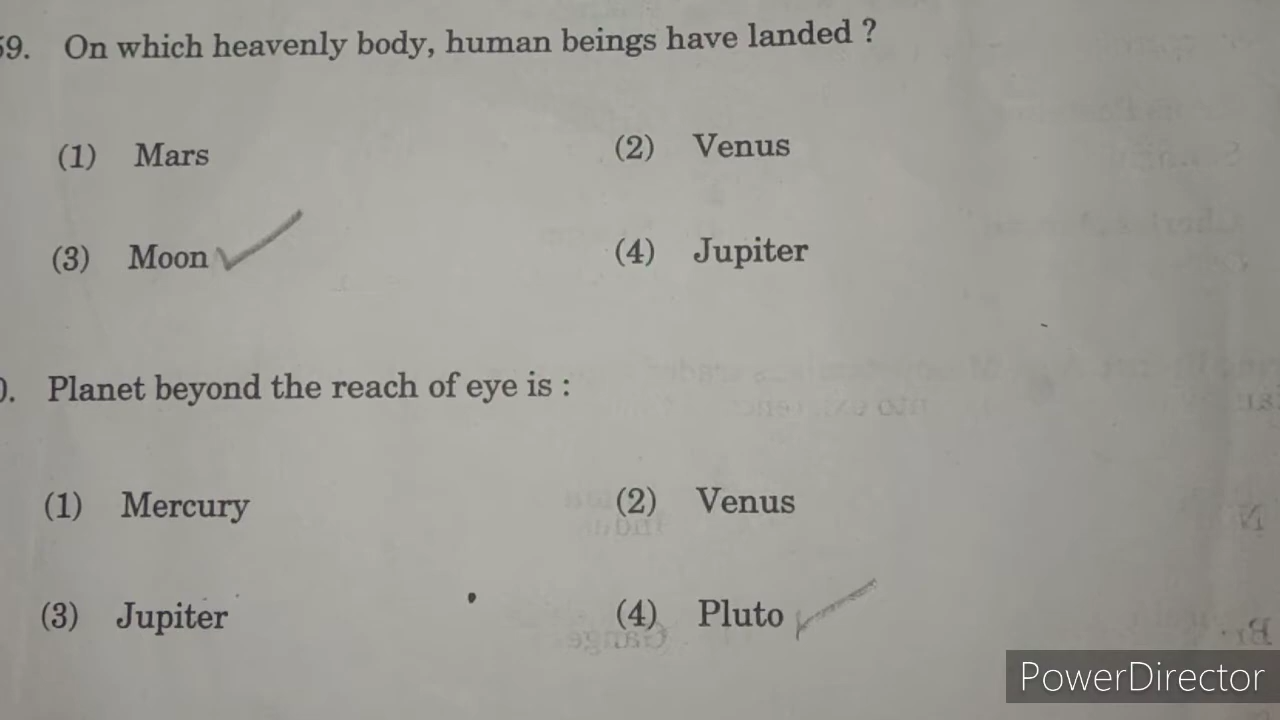 59. On which heavenly body, human beings have landed ?
(1) Mars (2) Venus
(3) Moon (4) Jupiter
0. Planet beyond the reach of eye is :
(1) Mercury (2) Venus
(3) Jupiter (4) Pluto
PowerDirector